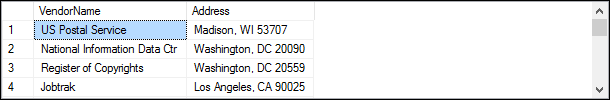 VendorName Address
1 US Postal Service Madison, WI 53707
2 National Information Data Ctr Washington, DC 20090
3 Register of Copyrights Washington, DC 20559
4 Jobtrak Los Angeles, CA 90025